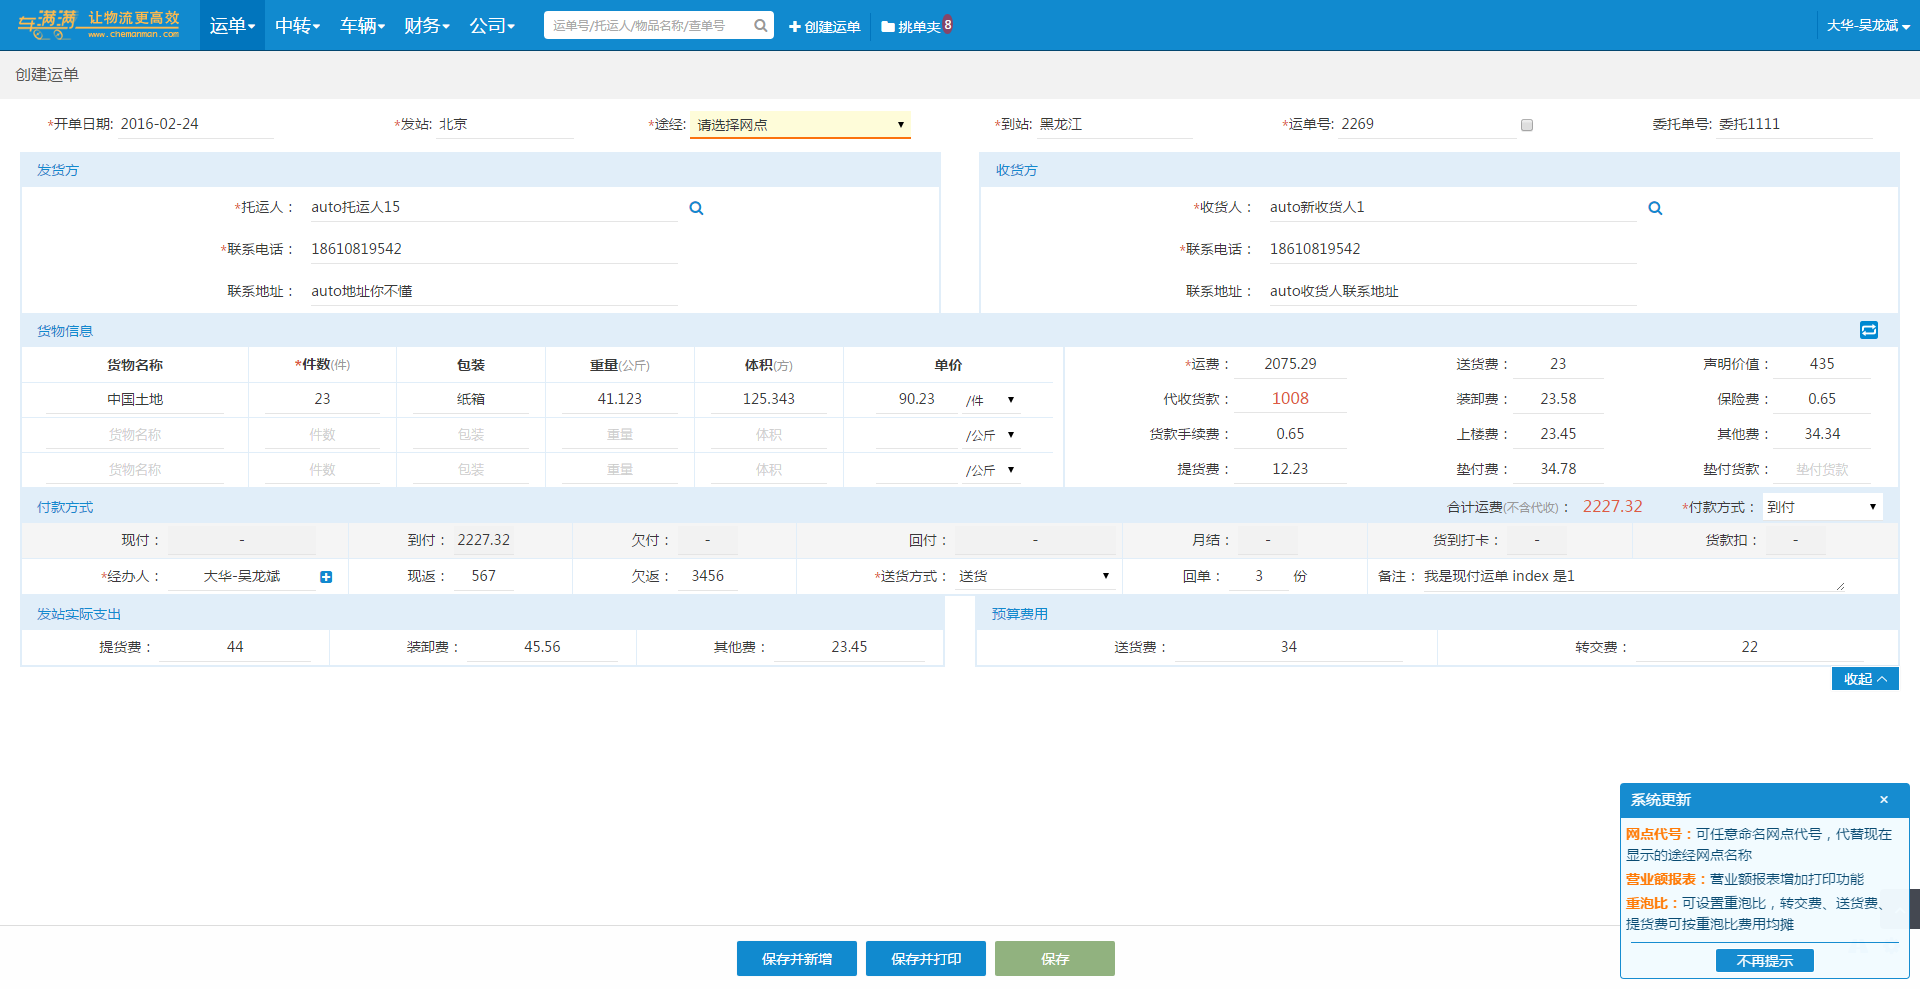 车满满 让物流更高效 www.chemanman.com 运单 中转 车辆 财务 公司 运单号/托运人/物品名称/查单号 创建运单 挑单夹 8 大华-吴龙斌
创建运单
*开单日期: 2016-02-24 *发站: 北京 *途经: 请选择网点 *到站: 黑龙江 *运单号: 2269 委托单号: 委托1111
发货方 收货方
*托运人： auto托运人15 *收货人： auto新收货人1
*联系电话： 18610819542 *联系电话： 18610819542
联系地址： auto地址你不懂 联系地址： auto收货人联系地址
货物信息
货物名称 *件数(件) 包装 重量(公斤) 体积(方) 单价 *运费： 2075.29 送货费： 23 声明价值： 435
中国土地 23 纸箱 41.123 125.343 90.23 /件 代收货款： 1008 装卸费： 23.58 保险费： 0.65
货物名称 件数 包装 重量 体积 /公斤 货款手续费： 0.65 上楼费： 23.45 其他费： 34.34
货物名称 件数 包装 重量 体积 /公斤 提货费： 12.23 垫付费： 34.78 垫付货款： 垫付货款
付款方式 合计运费(不含代收)： 2227.32 *付款方式： 到付
现付： - 到付： 2227.32 欠付： - 回付： - 月结： - 货到打卡： - 货款扣： -
*经办人： 大华-吴龙斌 现返： 567 欠返： 3456 *送货方式： 送货 回单： 3 份 备注： 我是现付运单 index 是1
发站实际支出 预算费用
提货费： 44 装卸费： 45.56 其他费： 23.45 送货费： 34 转交费： 22
收起
系统更新 ×
网点代号：可任意命名网点代号，代替现在
显示的途经网点名称
营业额报表：营业额报表增加打印功能
重泡比：可设置重泡比，转交费、送货费、
提货费可按重泡比费用均摊
不再提示
保存并新增 保存并打印 保存